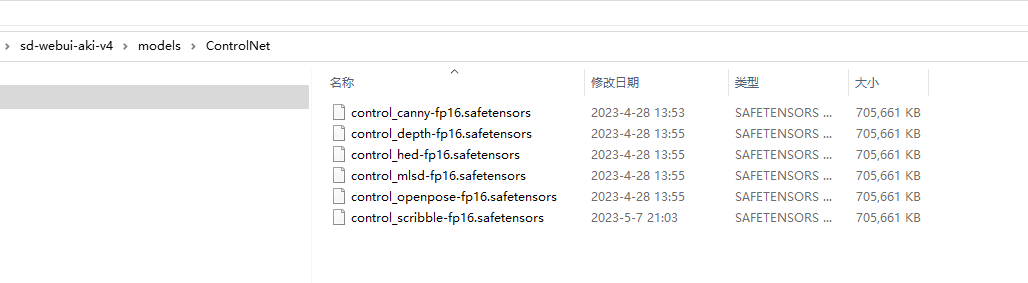 › sd-webui-aki-v4 › models › ControlNet
名称 修改日期 类型 大小
control_canny-fp16.safetensors 2023-4-28 13:53 SAFETENSORS ... 705,661 KB
control_depth-fp16.safetensors 2023-4-28 13:55 SAFETENSORS ... 705,661 KB
control_hed-fp16.safetensors 2023-4-28 13:55 SAFETENSORS ... 705,661 KB
control_mlsd-fp16.safetensors 2023-4-28 13:55 SAFETENSORS ... 705,661 KB
control_openpose-fp16.safetensors 2023-4-28 13:55 SAFETENSORS ... 705,661 KB
control_scribble-fp16.safetensors 2023-5-7 21:03 SAFETENSORS ... 705,661 KB